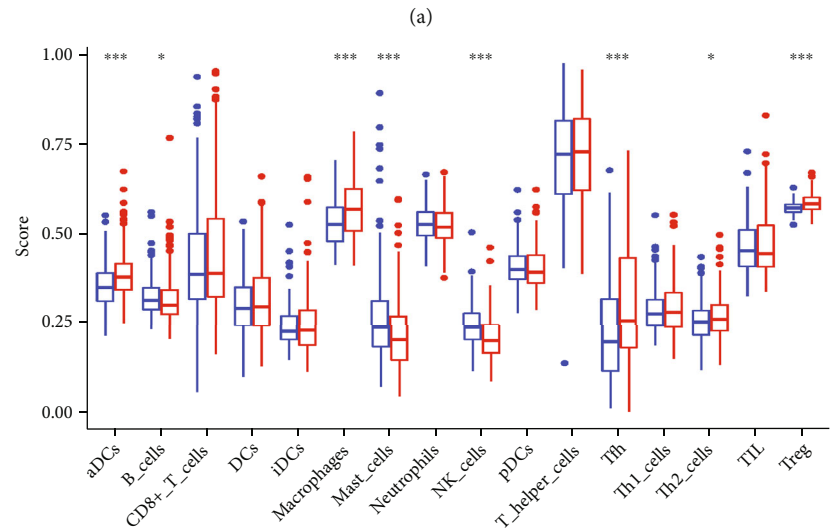 (a)
1.00
*** * *** *** *** *** * ***
0.75
0.50
0.25
0.00
Score
aDCs
B_cells
CD8+_T_cells
DCs
iDCs
Macrophages
Mast_cells
Neutrophils
NK_cells
pDCs
T_helper_cells
Tfh
Th1_cells
Th2_cells
TIL
Treg